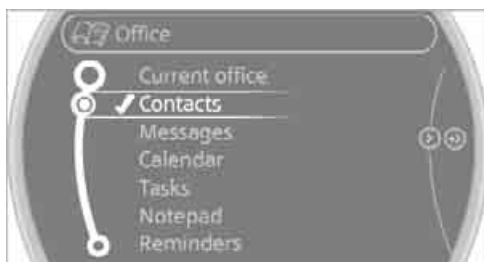 Office
Current office
Contacts
Messages
Calendar
Tasks
Notepad
Reminders